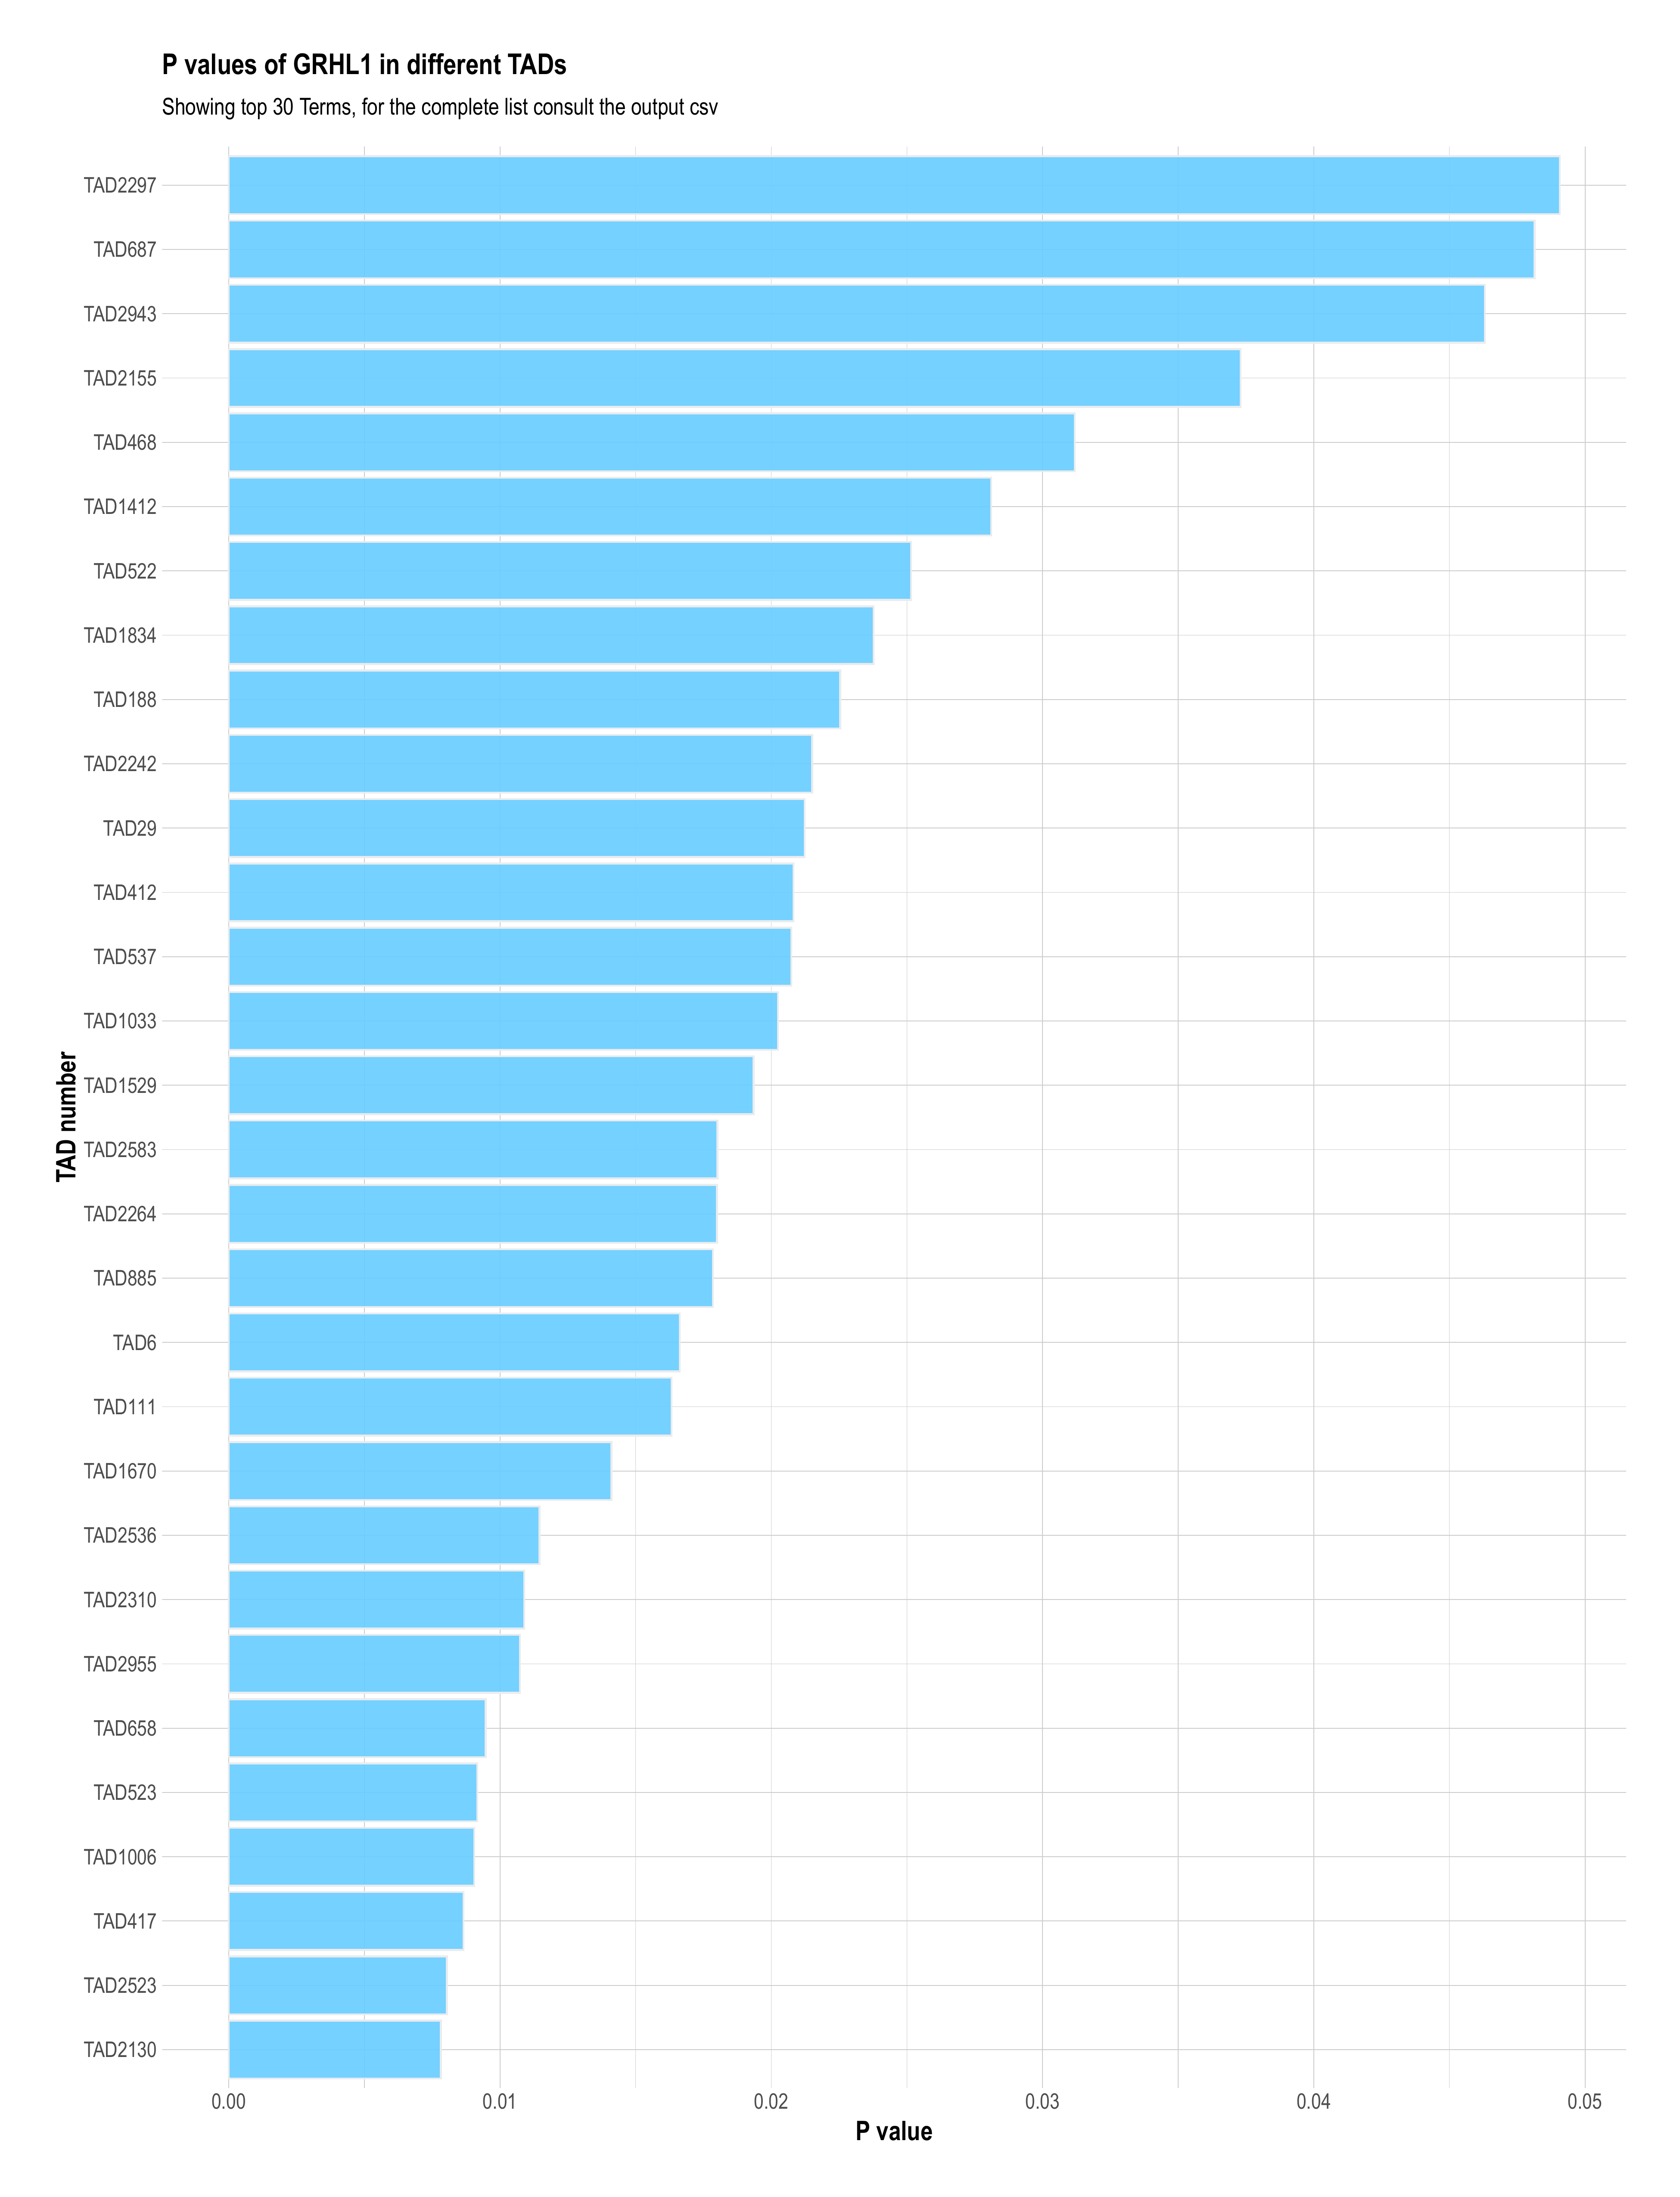 P values of GRHL1 in different TADs
Showing top 30 Terms, for the complete list consult the output csv
TAD number
TAD2297
TAD687
TAD2943
TAD2155
TAD468
TAD1412
TAD522
TAD1834
TAD188
TAD2242
TAD29
TAD412
TAD537
TAD1033
TAD1529
TAD2583
TAD2264
TAD885
TAD6
TAD111
TAD1670
TAD2536
TAD2310
TAD2955
TAD658
TAD523
TAD1006
TAD417
TAD2523
TAD2130
0.00 0.01 0.02 0.03 0.04 0.05
P value